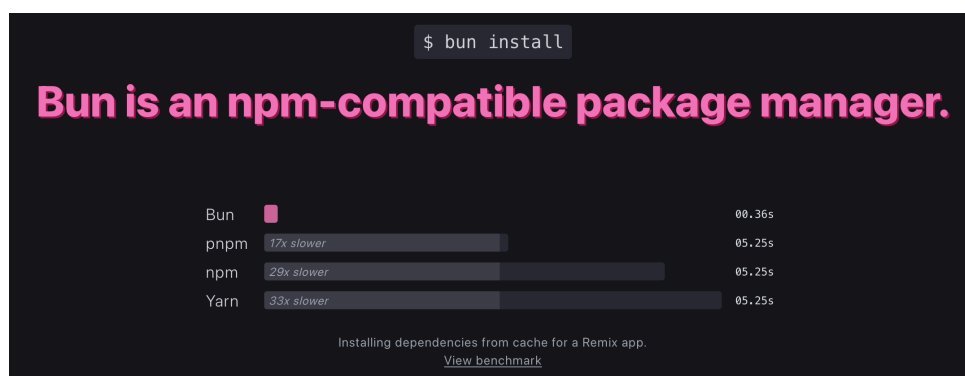 $ bun install
Bun is an npm-compatible package manager.
Bun 00.36s
pnpm 17x slower 05.25s
npm 29x slower 05.25s
Yarn 33x slower 05.25s
Installing dependencies from cache for a Remix app.
View benchmark